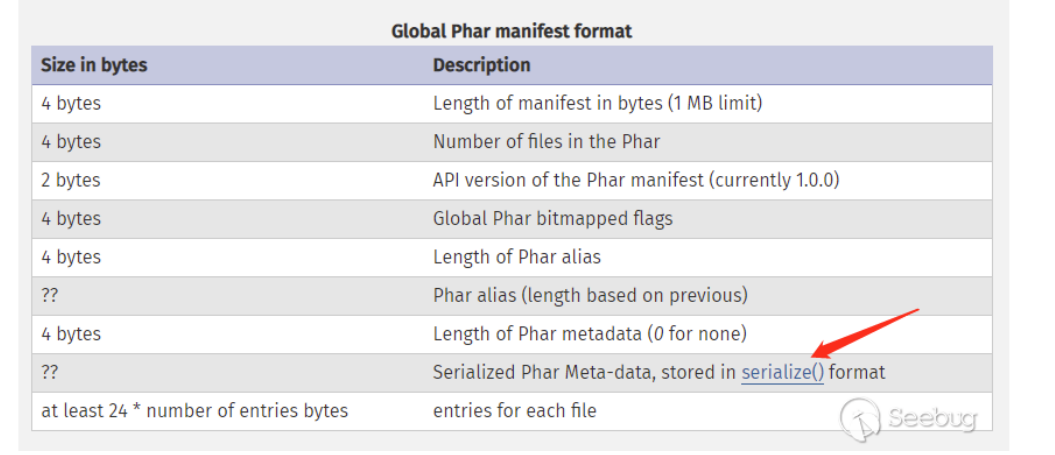 Global Phar manifest format
Size in bytes Description
4 bytes Length of manifest in bytes (1 MB limit)
4 bytes Number of files in the Phar
2 bytes API version of the Phar manifest (currently 1.0.0)
4 bytes Global Phar bitmapped flags
4 bytes Length of Phar alias
?? Phar alias (length based on previous)
4 bytes Length of Phar metadata (0 for none)
?? Serialized Phar Meta-data, stored in serialize() format
at least 24 * number of entries bytes entries for each file
Seebug